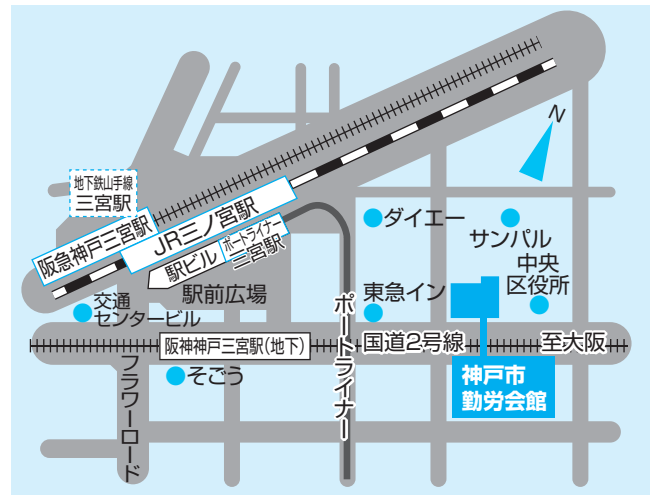 N
地下鉄山手線
三宮駅
阪急神戸三宮駅
JR三ノ宮駅
駅ビル
ポートライナー
三宮駅
駅前広場
ダイエー
サンパル
中央
区役所
東急イン
交通
センタービル
阪神神戸三宮駅(地下)
国道2号線
至大阪
そごう
フラワーロード
ポートライナー
神戸市
勤労会館